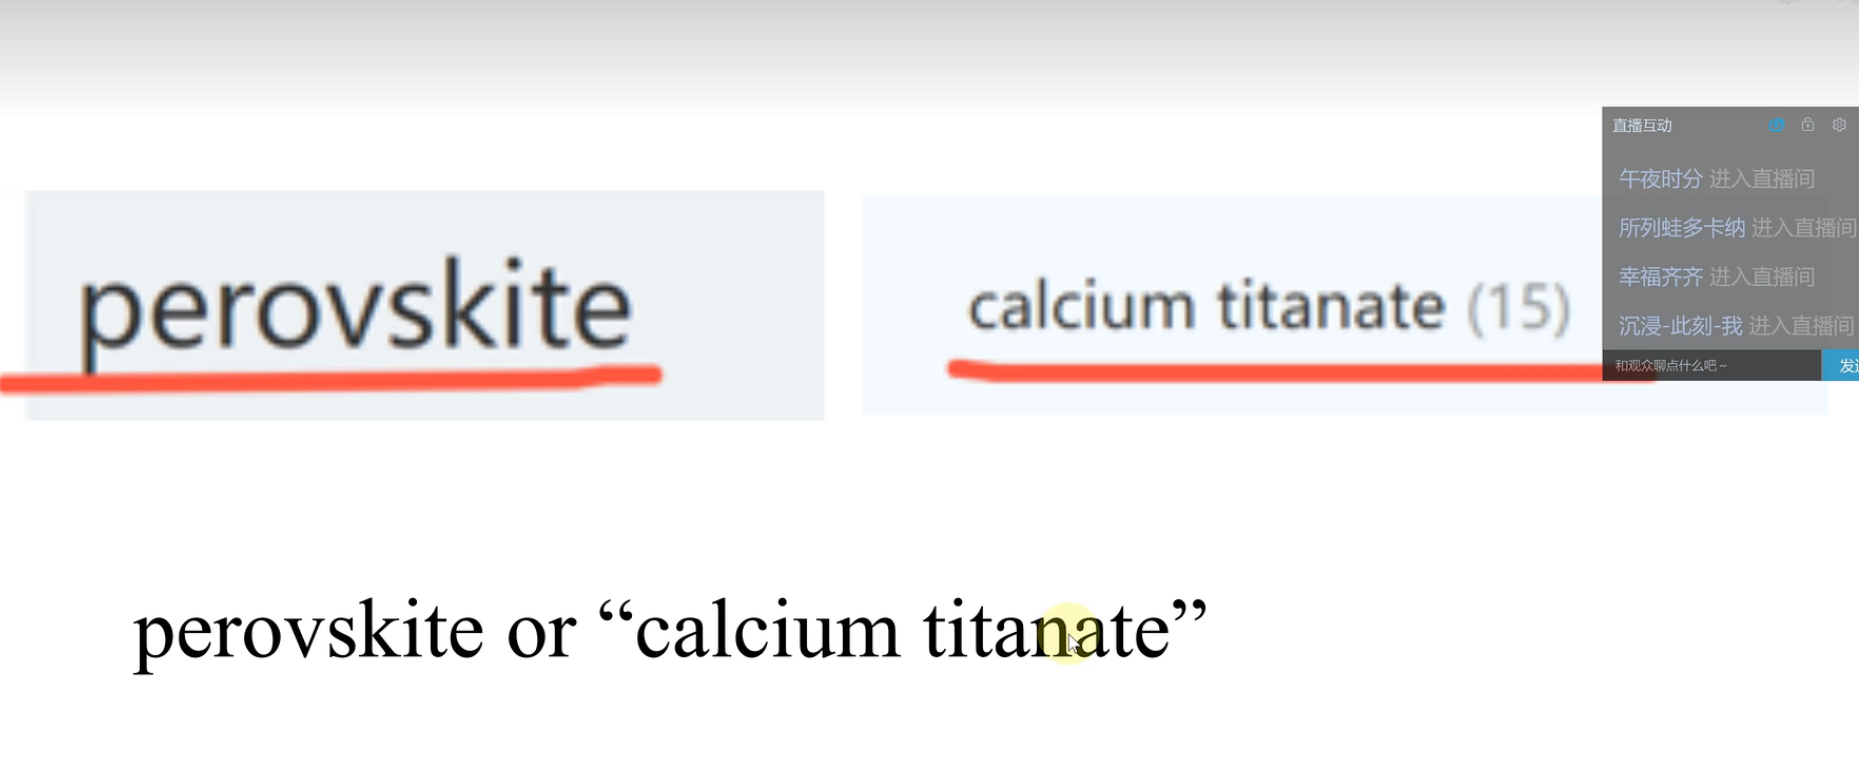 perovskite
calcium titanate (15)
直播互动
午夜时分 进入直播间
所列蛙多卡纳 进入直播间
幸福齐齐 进入直播间
沉浸-此刻-我 进入直播间
和观众聊点什么吧~
perovskite or “calcium titanate”